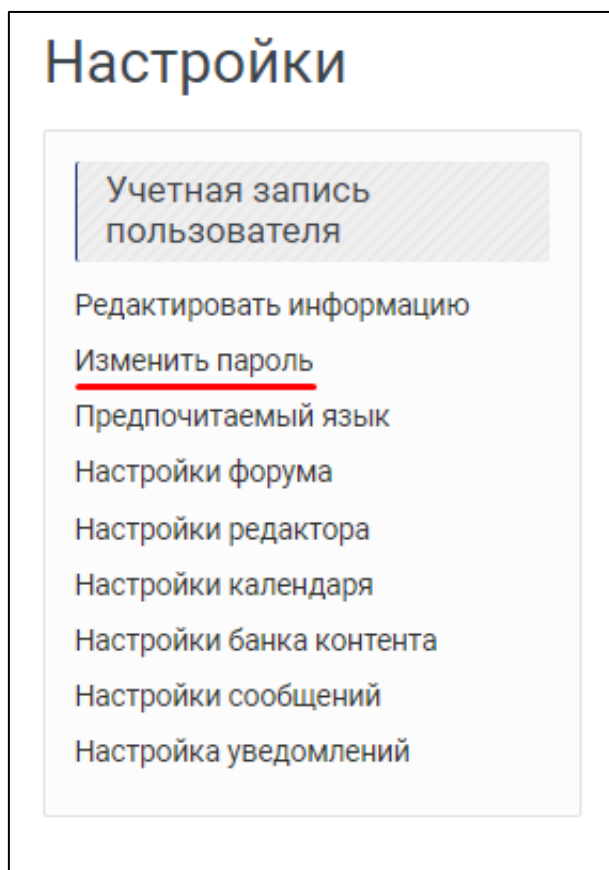 Настройки
Учетная запись
пользователя
Редактировать информацию
Изменить пароль
Предпочитаемый язык
Настройки форума
Настройки редактора
Настройки календаря
Настройки банка контента
Настройки сообщений
Настройка уведомлений